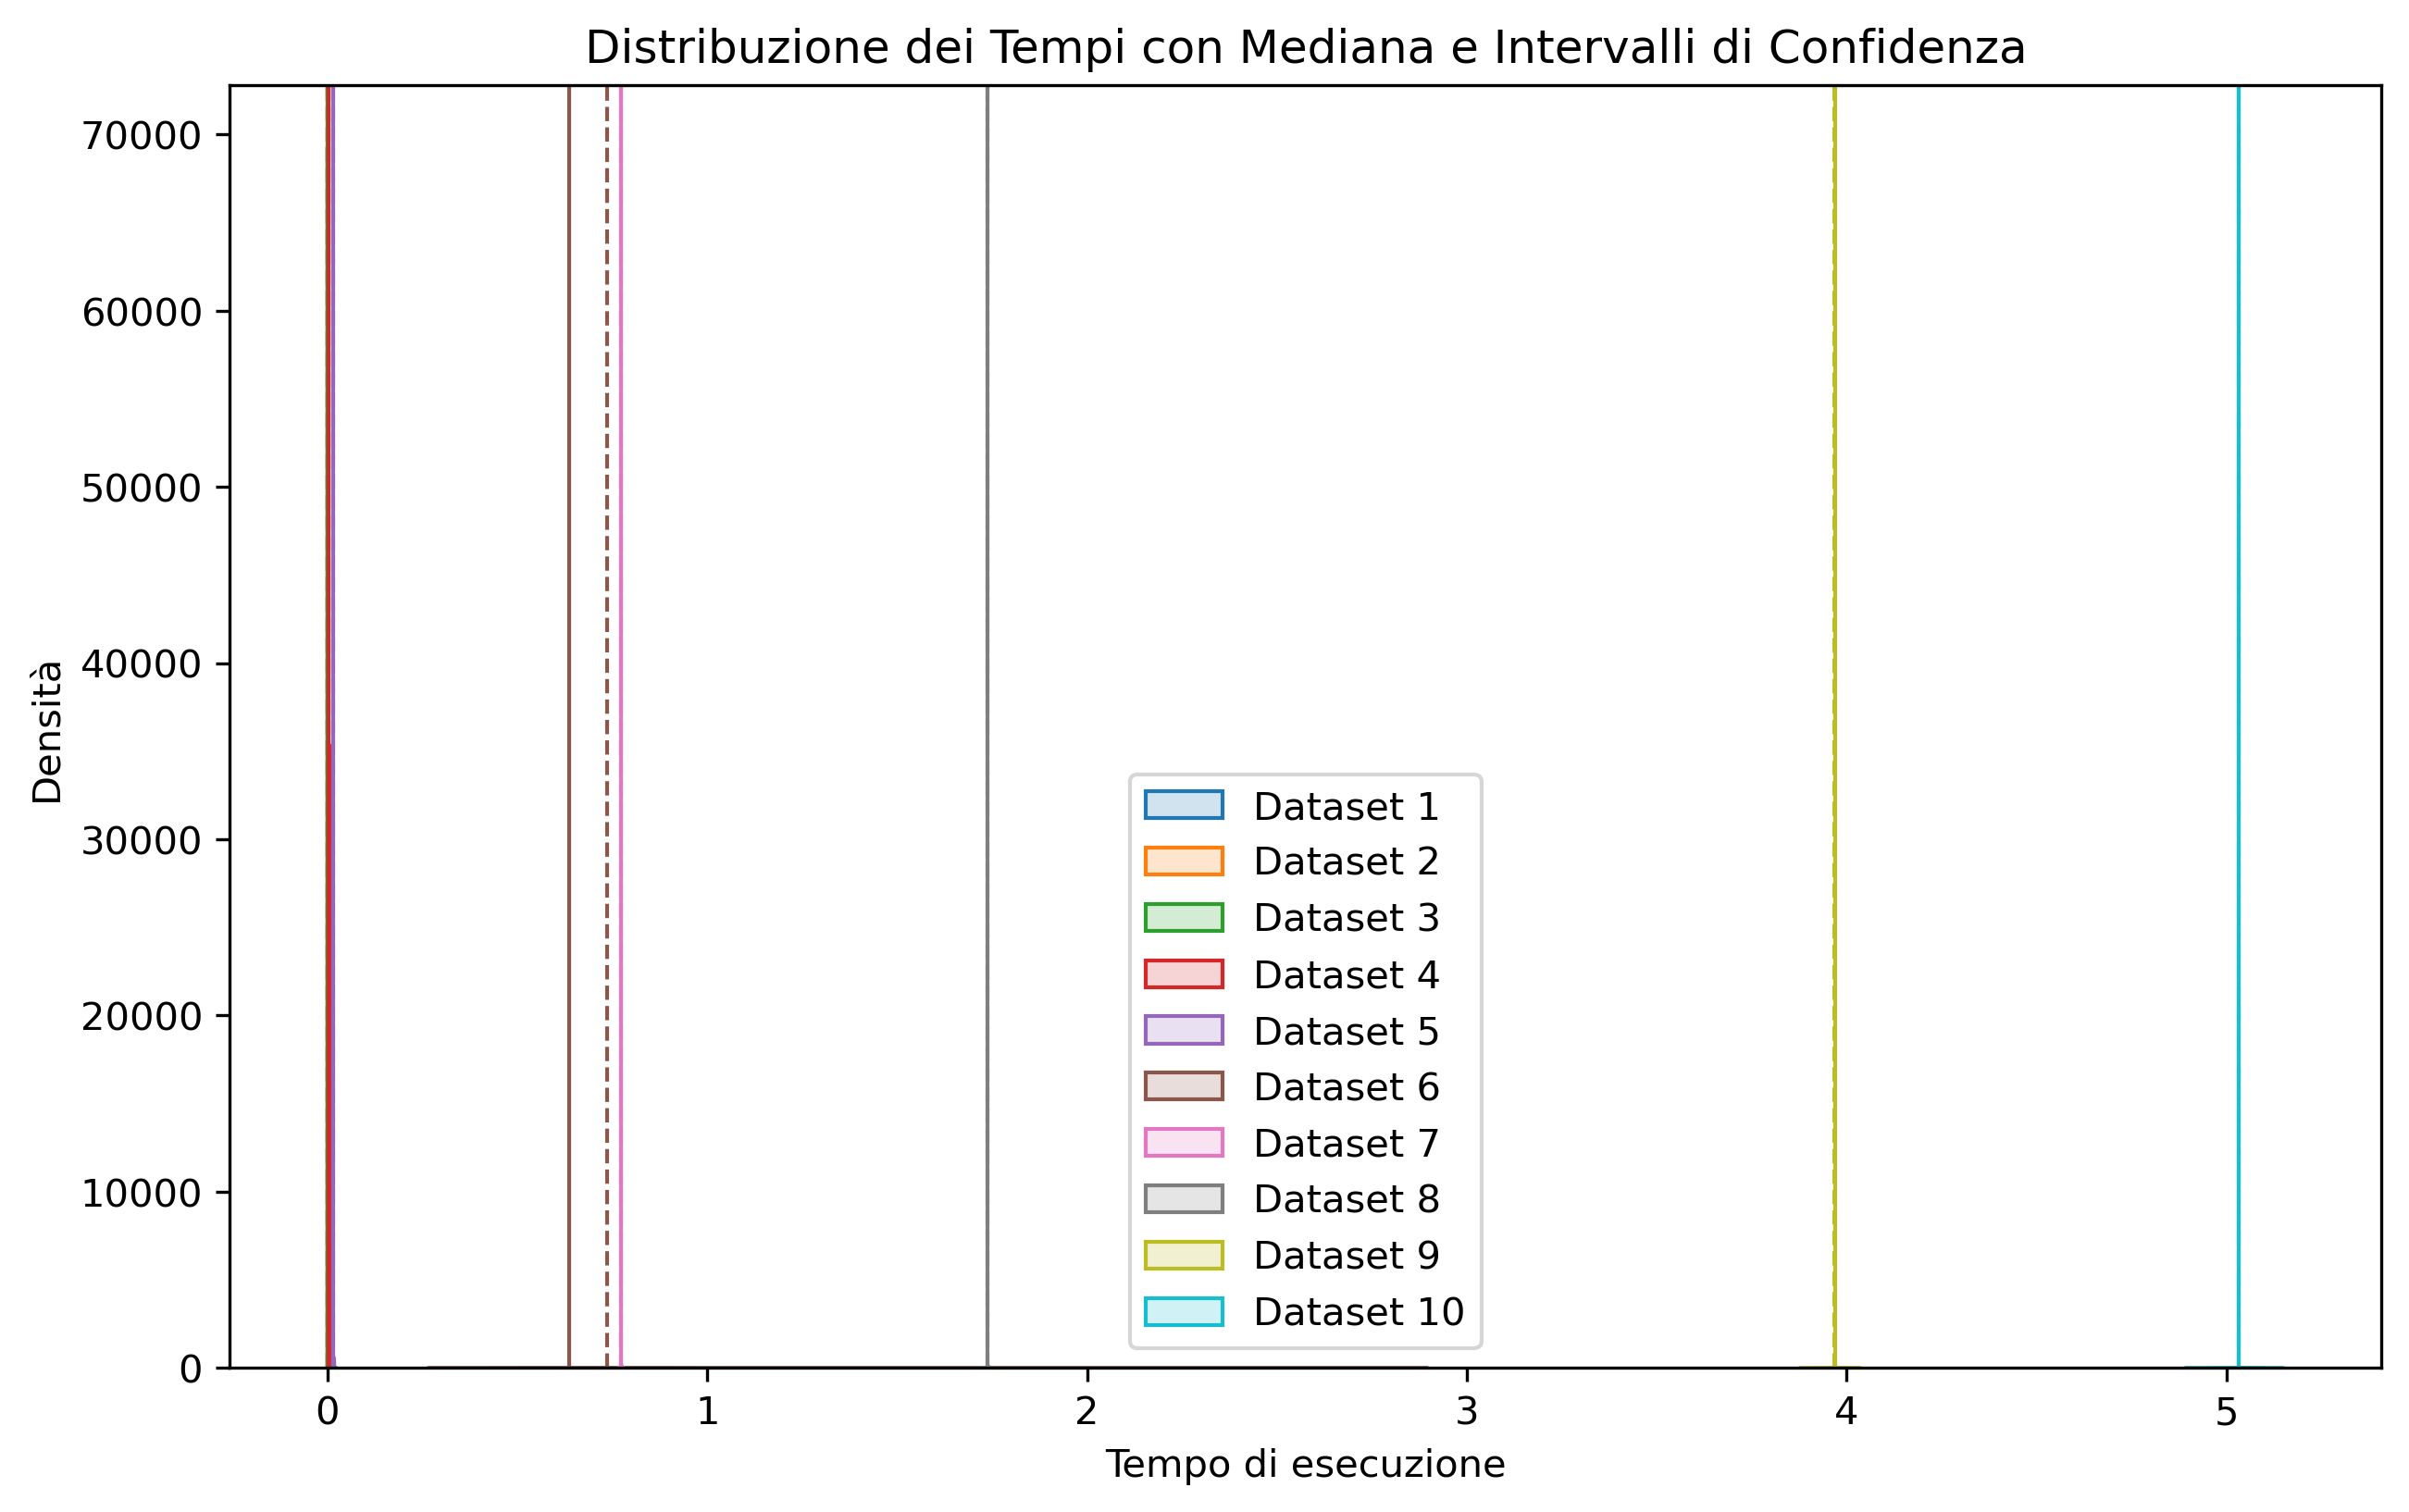 Distribuzione dei Tempi con Mediana e Intervalli di Confidenza
Densità
70000
60000
50000
40000
30000
20000
10000
0
Dataset 1
Dataset 2
Dataset 3
Dataset 4
Dataset 5
Dataset 6
Dataset 7
Dataset 8
Dataset 9
Dataset 10
0 1 2 3 4 5
Tempo di esecuzione